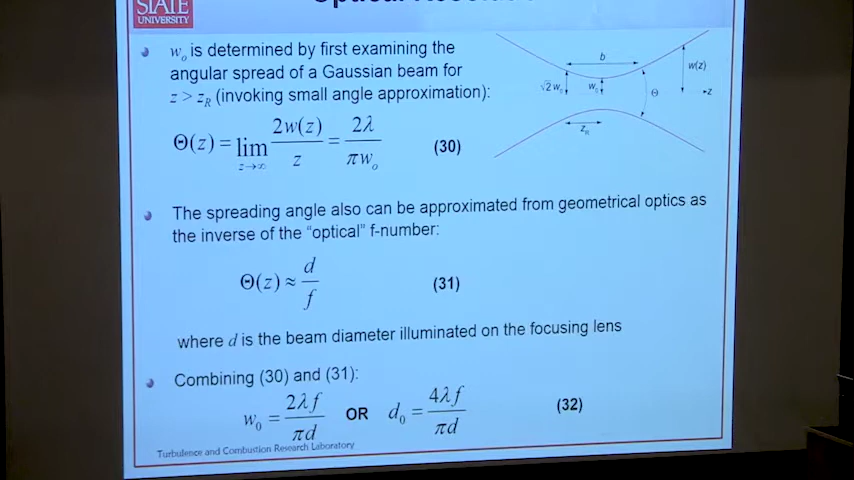 STATE
UNIVERSITY
w₀ is determined by first examining the
angular spread of a Gaussian beam for
z > z_R (invoking small angle approximation):
Θ(z) = lim_{z→∞} 2w(z)/z = 2λ/πw₀ (30)
b
√2 w₀ w₀ Θ w(z) z
z_R
The spreading angle also can be approximated from geometrical optics as
the inverse of the "optical" f-number:
Θ(z) ≈ d/f (31)
where d is the beam diameter illuminated on the focusing lens
Combining (30) and (31):
w₀ = 2λf/πd OR d₀ = 4λf/πd (32)
Turbulence and Combustion Research Laboratory